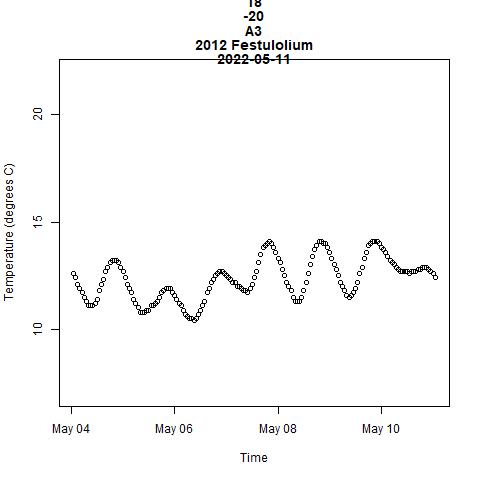 18
-20
A3
2012 Festulolium
2022-05-11
Temperature (degrees C)
20
15
10
May 04
May 06
May 08
May 10
Time